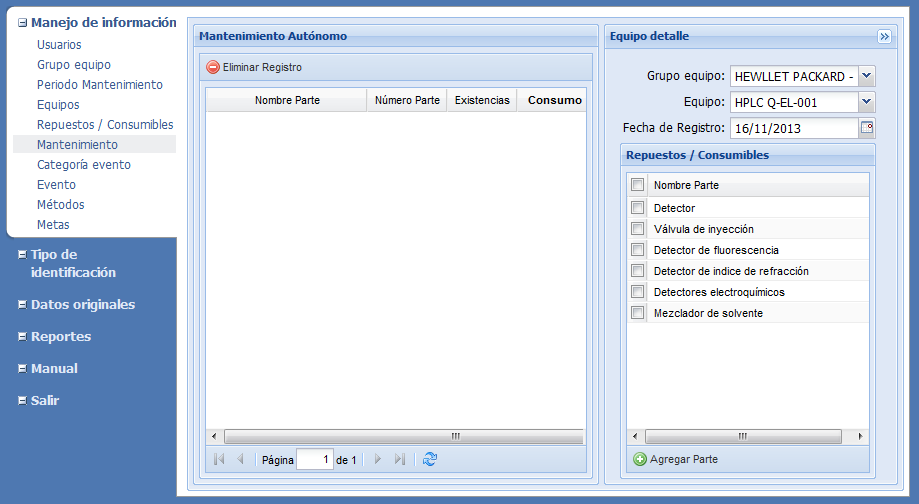 Manejo de información
Usuarios
Grupo equipo
Periodo Mantenimiento
Equipos
Repuestos / Consumibles
Mantenimiento
Categoría evento
Evento
Métodos
Metas
Tipo de
identificación
Datos originales
Reportes
Manual
Salir
Mantenimiento Autónomo
Eliminar Registro
Nombre Parte Número Parte Existencias Consumo
Página 1 de 1
Equipo detalle
Grupo equipo: HEWLLET PACKARD -
Equipo: HPLC Q-EL-001
Fecha de Registro: 16/11/2013
Repuestos / Consumibles
Nombre Parte
Detector
Válvula de inyección
Detector de fluorescencia
Detector de indice de refracción
Detectores electroquímicos
Mezclador de solvente
Agregar Parte